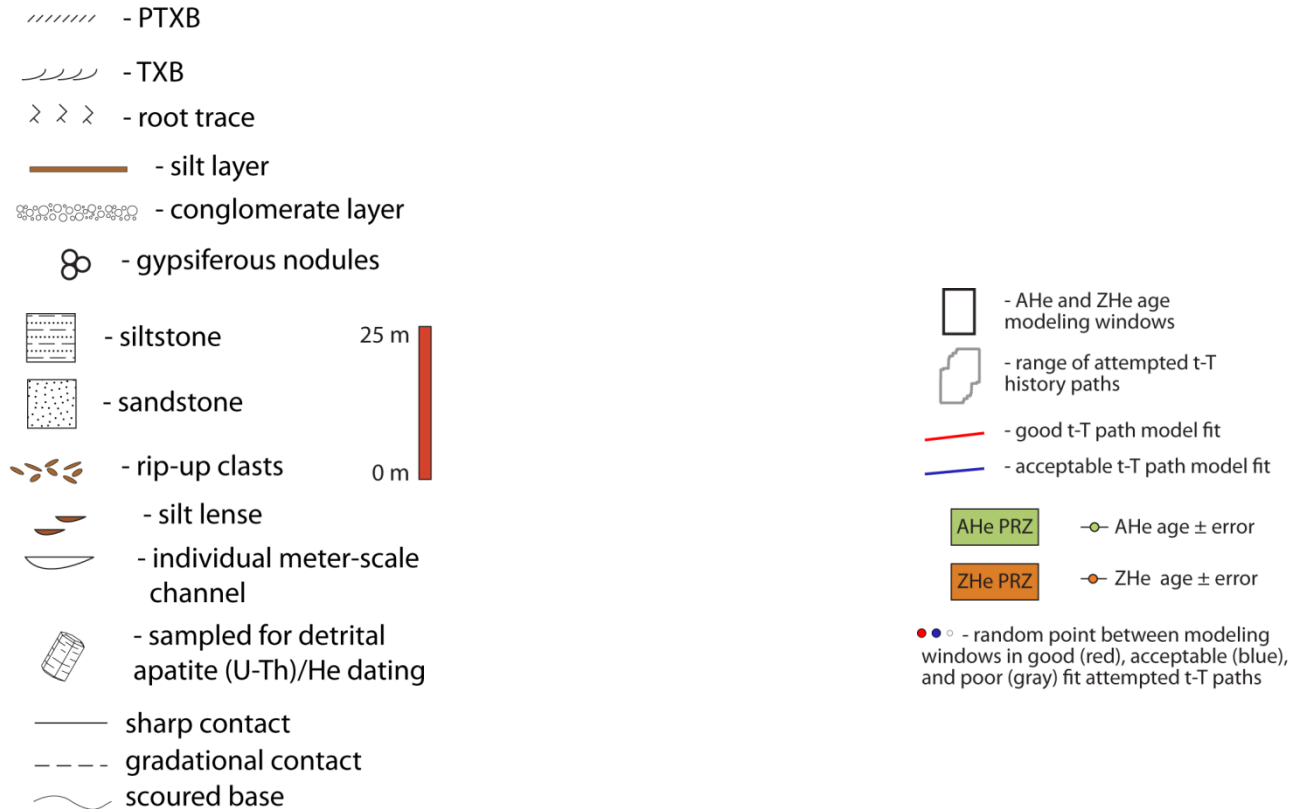 - PTXB
- TXB
- root trace
- silt layer
- conglomerate layer
- gypsiferous nodules
- siltstone
- sandstone
- rip-up clasts
- silt lense
- individual meter-scale
channel
- sampled for detrital
apatite (U-Th)/He dating
sharp contact
gradational contact
scoured base
25 m
0 m
- AHe and ZHe age
modeling windows
- range of attempted t-T
history paths
- good t-T path model fit
- acceptable t-T path model fit
AHe PRZ
AHe age ± error
ZHe PRZ
ZHe age ± error
- random point between modeling
windows in good (red), acceptable (blue),
and poor (gray) fit attempted t-T paths